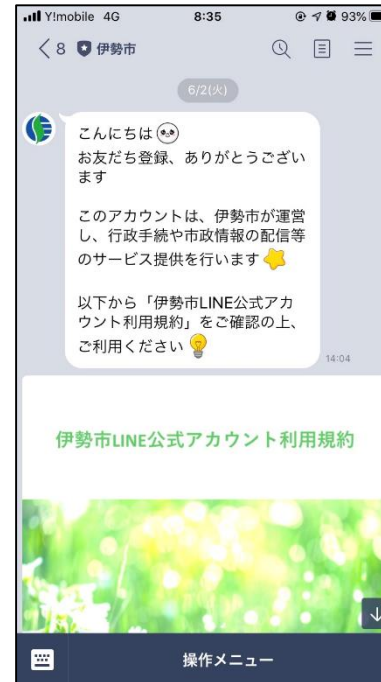 Y!mobile 4G 8:35 93%
8 伊勢市
6/2(火)
こんにちは
お友だち登録、ありがとうござい
ます
このアカウントは、伊勢市が運営
し、行政手続や市政情報の配信等
のサービス提供を行います
以下から「伊勢市LINE公式アカ
ウント利用規約」をご確認の上、
ご利用ください
14:04
伊勢市LINE公式アカウント利用規約
操作メニュー